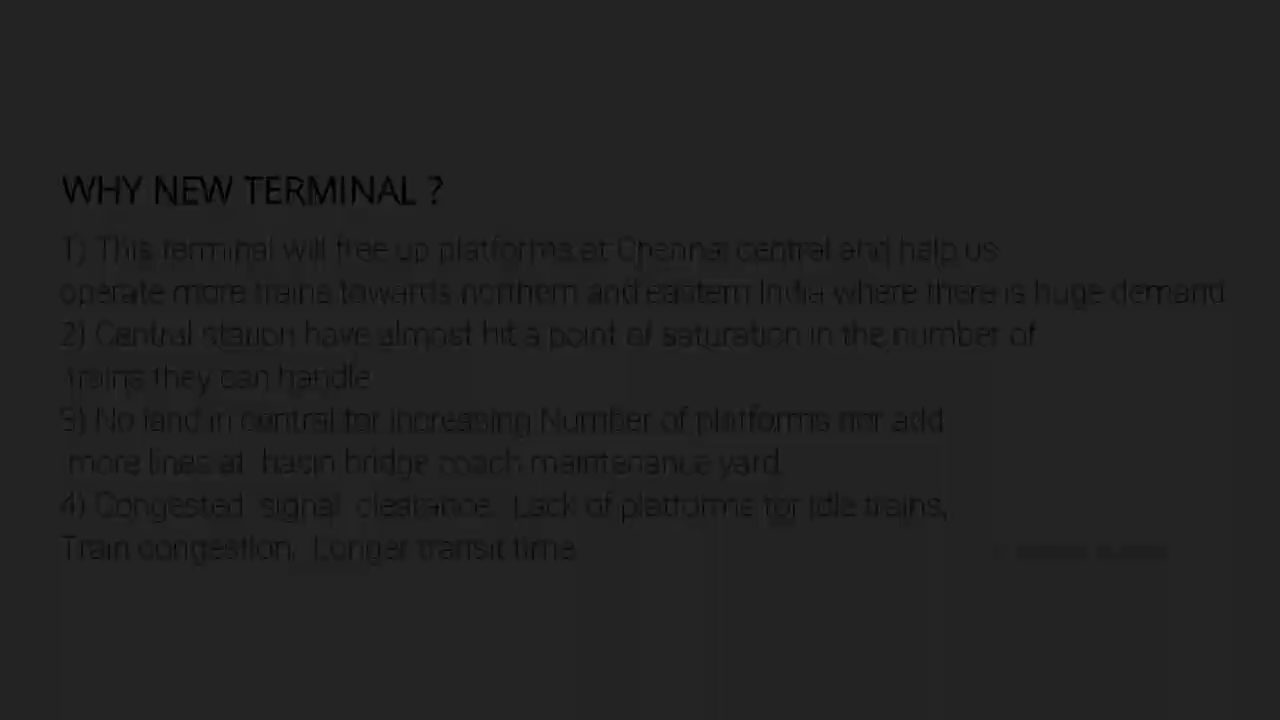 WHY NEW TERMINAL ?
1) This terminal will free up platforms at Chennai central and help us
operate more trains towards northern and eastern India where there is huge demand
2) Central station have almost hit a point of saturation in the number of
trains they can handle
3) No land in central for increasing Number of platforms nor add
more lines at basin bridge coach maintenance yard.
4) Congested signal clearance. Lack of platforms for Idle trains,
Train congestion. Longer transit time